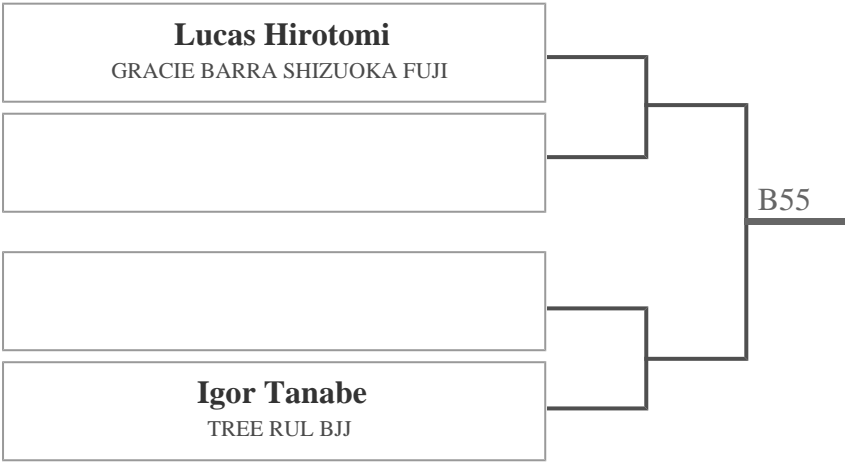 Lucas Hirotomi
GRACIE BARRA SHIZUOKA FUJI
B55
Igor Tanabe
TREE RUL BJJ